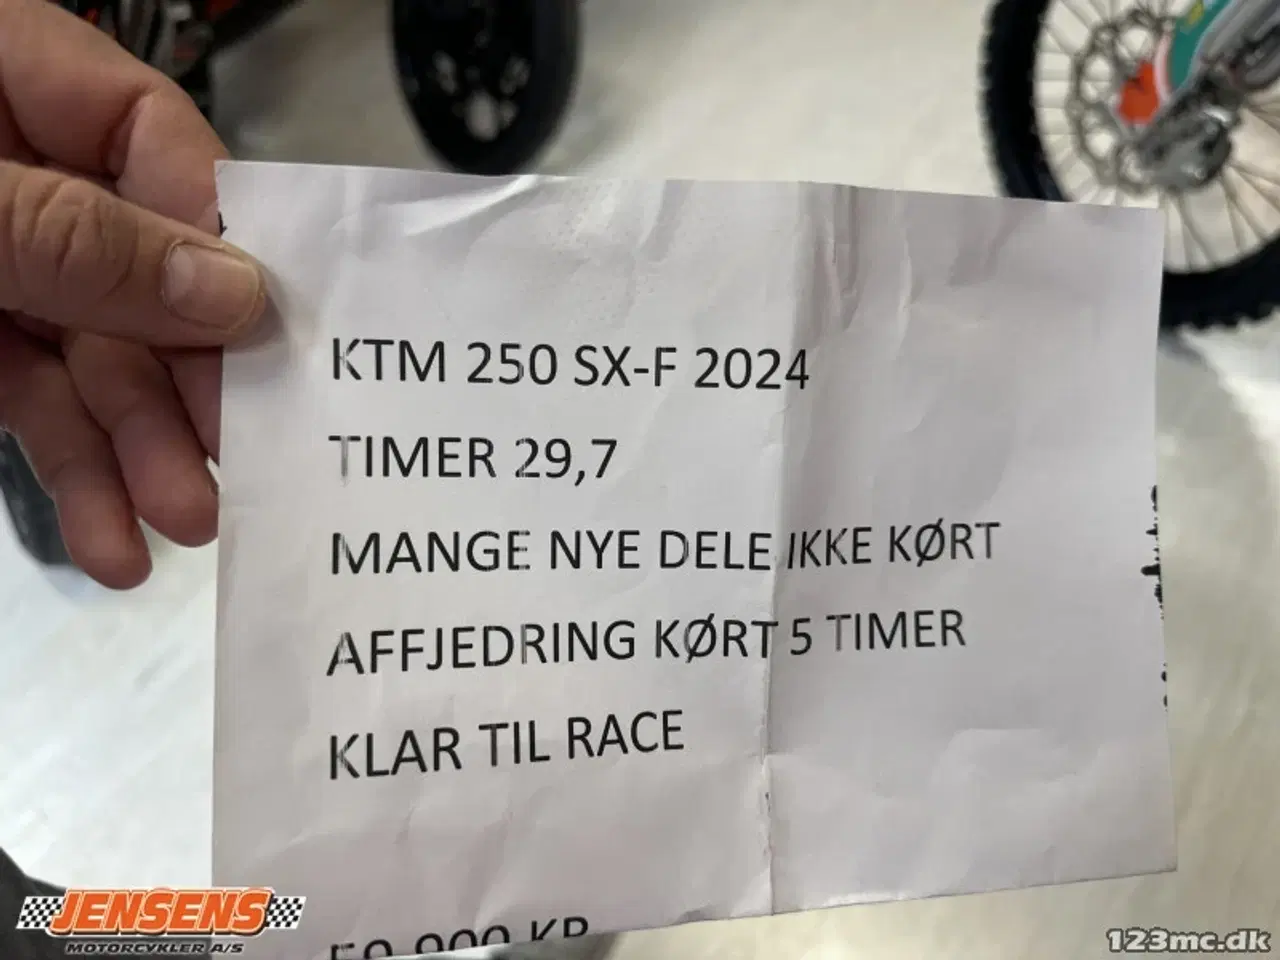 KTM 250 SX-F 2024
TIMER 29,7
MANGE NYE DELE IKKE KØRT
AFFJEDRING KØRT 5 TIMER
KLAR TIL RACE
KR
JENSENS
MOTORCYKLER A/S
123mc.dk